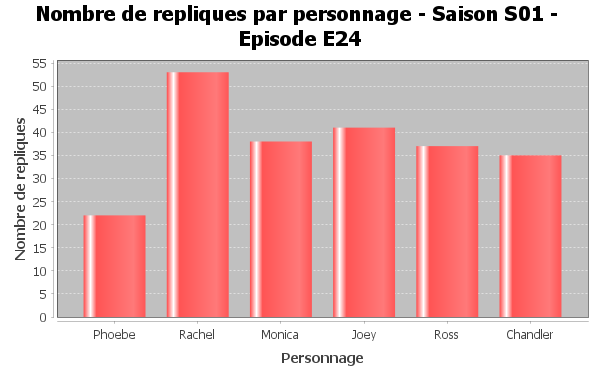 Nombre de repliques par personnage - Saison S01 -
Episode E24
Nombre de repliques
55
50
45
40
35
30
25
20
15
10
5
0
Phoebe Rachel Monica Joey Ross Chandler
Personnage